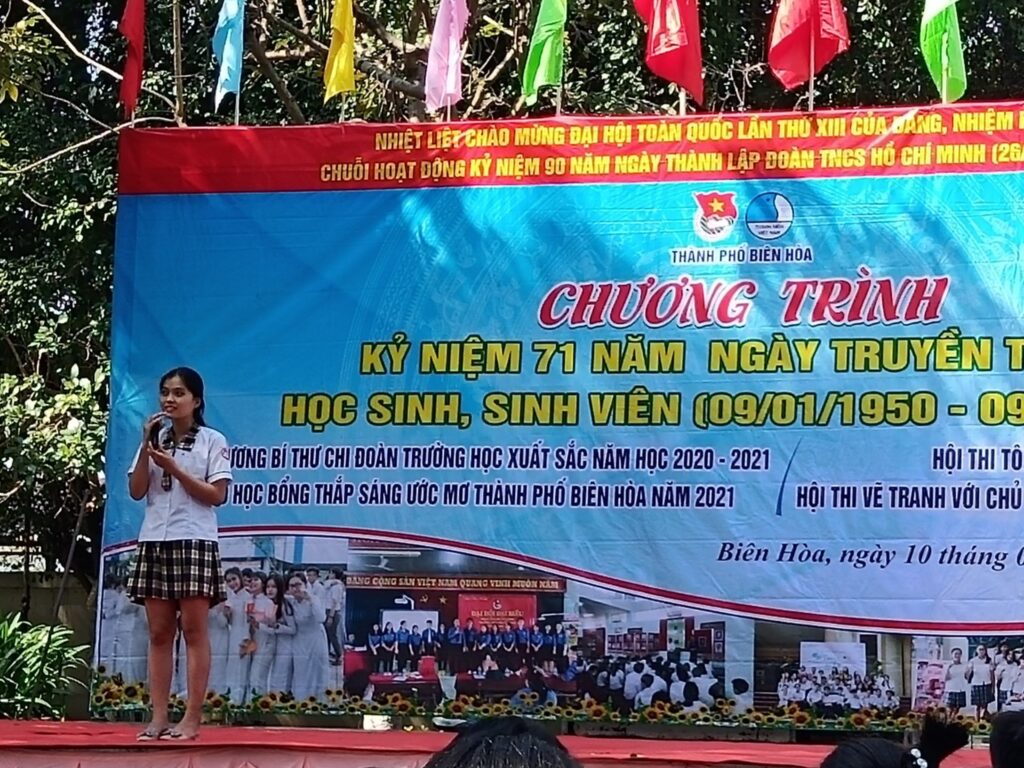 NHIỆT LIỆT CHÀO MỪNG ĐẠI HỘI TOÀN QUỐC LẦN THỨ XIII CỦA ĐẢNG, NHIỆM
CHUỖI HOẠT ĐỘNG KỶ NIỆM 90 NĂM NGÀY THÀNH LẬP ĐOÀN TNCS HỒ CHÍ MINH (26
THÀNH PHỐ BIÊN HÒA
CHƯƠNG TRÌNH
KỶ NIỆM 71 NĂM NGÀY TRUYỀN T
HỌC SINH, SINH VIÊN (09/01/1950 - 09
ƯƠNG BÍ THƯ CHI ĐOÀN TRƯỜNG HỌC XUẤT SẮC NĂM HỌC 2020 - 2021
HỘI THI TÔ
HỌC BỔNG THẮP SÁNG ƯỚC MƠ THÀNH PHỐ BIÊN HÒA NĂM 2021
HỘI THI VẼ TRANH VỚI CHỦ
Biên Hòa, ngày 10 tháng 0
ĐẢNG CỘNG SẢN VIỆT NAM QUANG VINH MUÔN NĂM
ĐẠI HỘI ĐẠI BIỂU